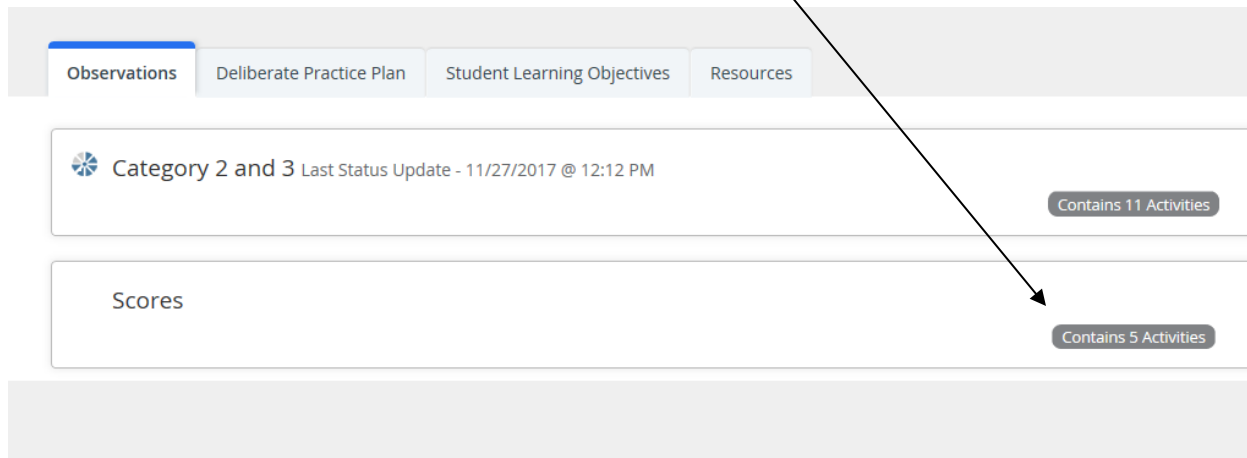 Observations Deliberate Practice Plan Student Learning Objectives Resources
Category 2 and 3 Last Status Update - 11/27/2017 @ 12:12 PM
Contains 11 Activities
Scores
Contains 5 Activities